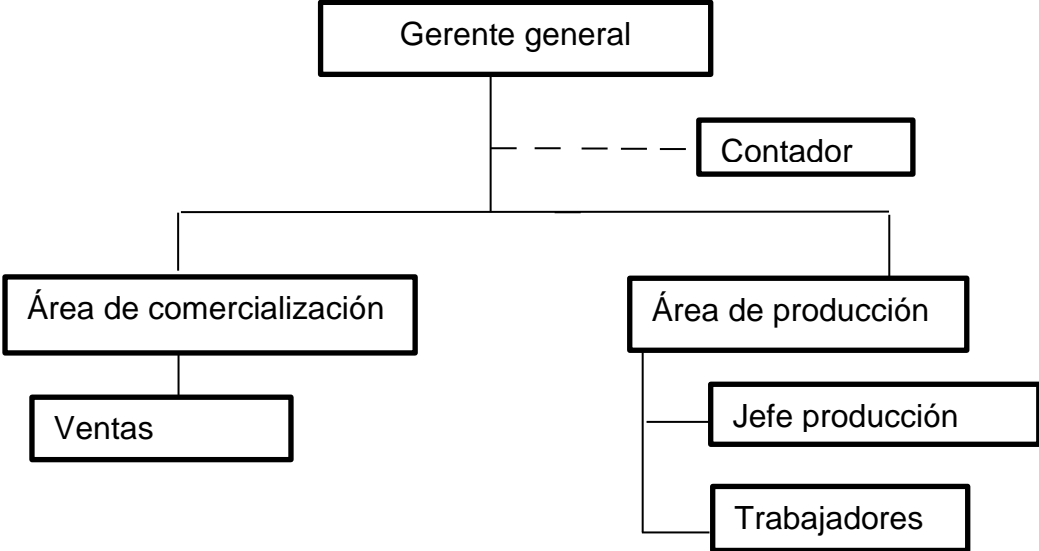 Gerente general
Contador
Área de comercialización
Área de producción
Ventas
Jefe producción
Trabajadores